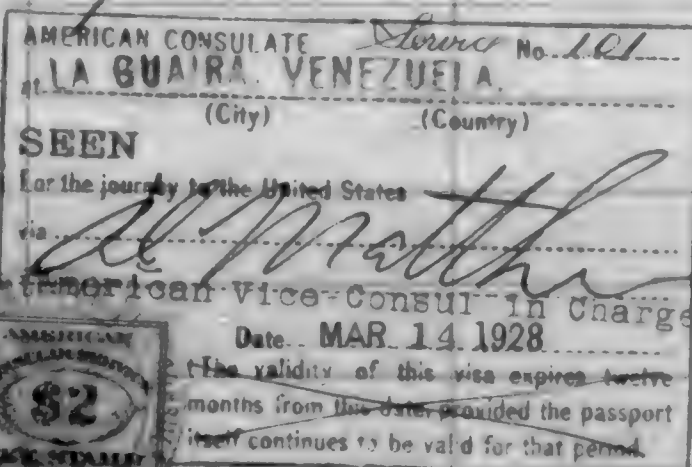 AMERICAN CONSULATE Service No. 101
at LA GUAIRA, VENEZUELA.
(City) (Country)
SEEN
For the journey to the United States
via
American Vice-Consul in Charge
Date MAR 14 1928
The validity of this visa expires twelve
months from this date, provided the passport
itself continues to be valid for that period.
AMERICAN
$2